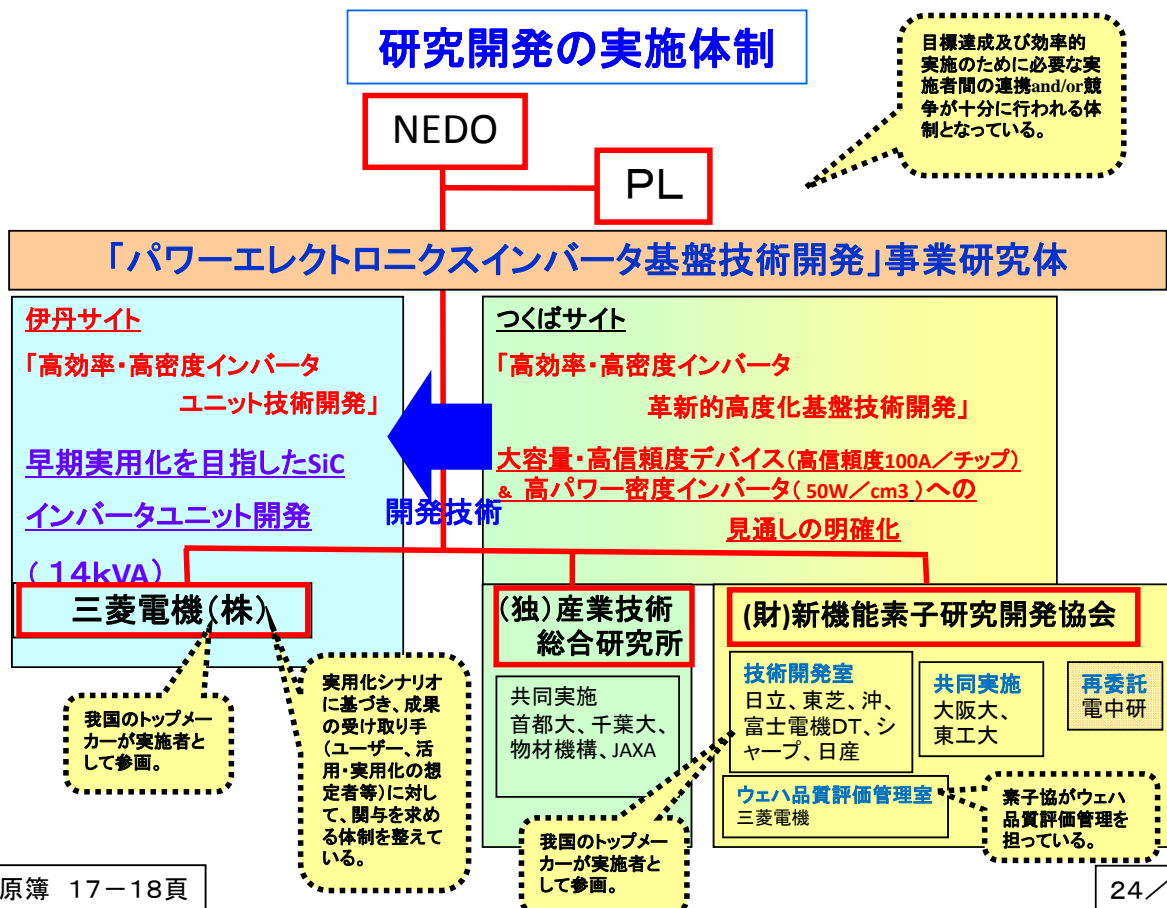 研究開発の実施体制
目標達成及び効率的
実施のために必要な実
施者間の連携and/or競
争が十分に行われる体
制となっている。
NEDO
PL
「パワーエレクトロニクスインバータ基盤技術開発」事業研究体
伊丹サイト
「高効率・高密度インバータ
ユニット技術開発」
早期実用化を目指したSiC
インバータユニット開発
(14kVA)
開発技術
つくばサイト
「高効率・高密度インバータ
革新的高度化基盤技術開発」
大容量・高信頼度デバイス(高信頼度100A/チップ)
& 高パワー密度インバータ( 50W/cm3 )への
見通しの明確化
三菱電機(株)
(独)産業技術
総合研究所
(財)新機能素子研究開発協会
我国のトップメー
カーが実施者と
して参画。
実用化シナリオ
に基づき、成果
の受け取り手
(ユーザー、活
用・実用化の想
定者等)に対し
て、関与を求め
る体制を整えて
いる。
共同実施
首都大、千葉大、
物材機構、JAXA
技術開発室
日立、東芝、沖、
富士電機DT、シ
ャープ、日産
共同実施
大阪大、
東工大
再委託
電中研
ウェハ品質評価管理室
三菱電機
我国のトップメー
カーが実施者と
して参画。
素子協がウェハ
品質評価管理を
担っている。
原簿 17-18頁
24/